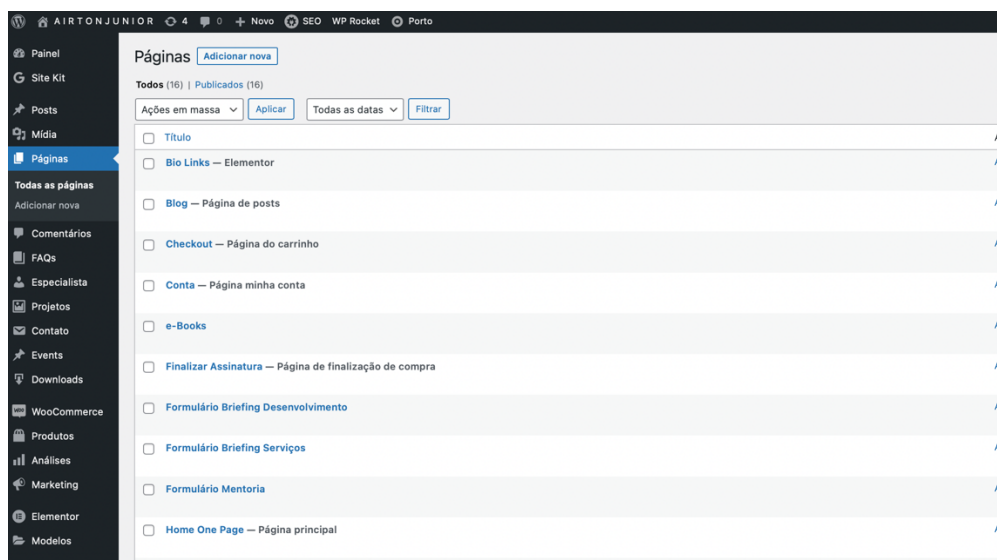 AIRTONJUNIOR 4 0 + Novo SEO WP Rocket Porto
Painel
Site Kit
Posts
Mídia
Páginas
Todas as páginas
Adicionar nova
Comentários
FAQs
Especialista
Projetos
Contato
Events
Downloads
WooCommerce
Produtos
Análises
Marketing
Elementor
Modelos
Páginas Adicionar nova
Todos (16) | Publicados (16)
Ações em massa Aplicar Todas as datas Filtrar
Título
Bio Links — Elementor
Blog — Página de posts
Checkout — Página do carrinho
Conta — Página minha conta
e-Books
Finalizar Assinatura — Página de finalização de compra
Formulário Briefing Desenvolvimento
Formulário Briefing Serviços
Formulário Mentoria
Home One Page — Página principal